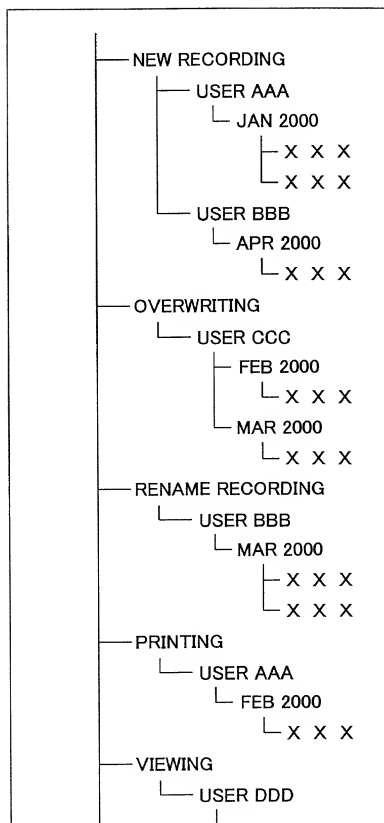 NEW RECORDING
USER AAA
JAN 2000
X X X
X X X
USER BBB
APR 2000
X X X
OVERWRITING
USER CCC
FEB 2000
X X X
MAR 2000
X X X
RENAME RECORDING
USER BBB
MAR 2000
X X X
X X X
PRINTING
USER AAA
FEB 2000
X X X
VIEWING
USER DDD